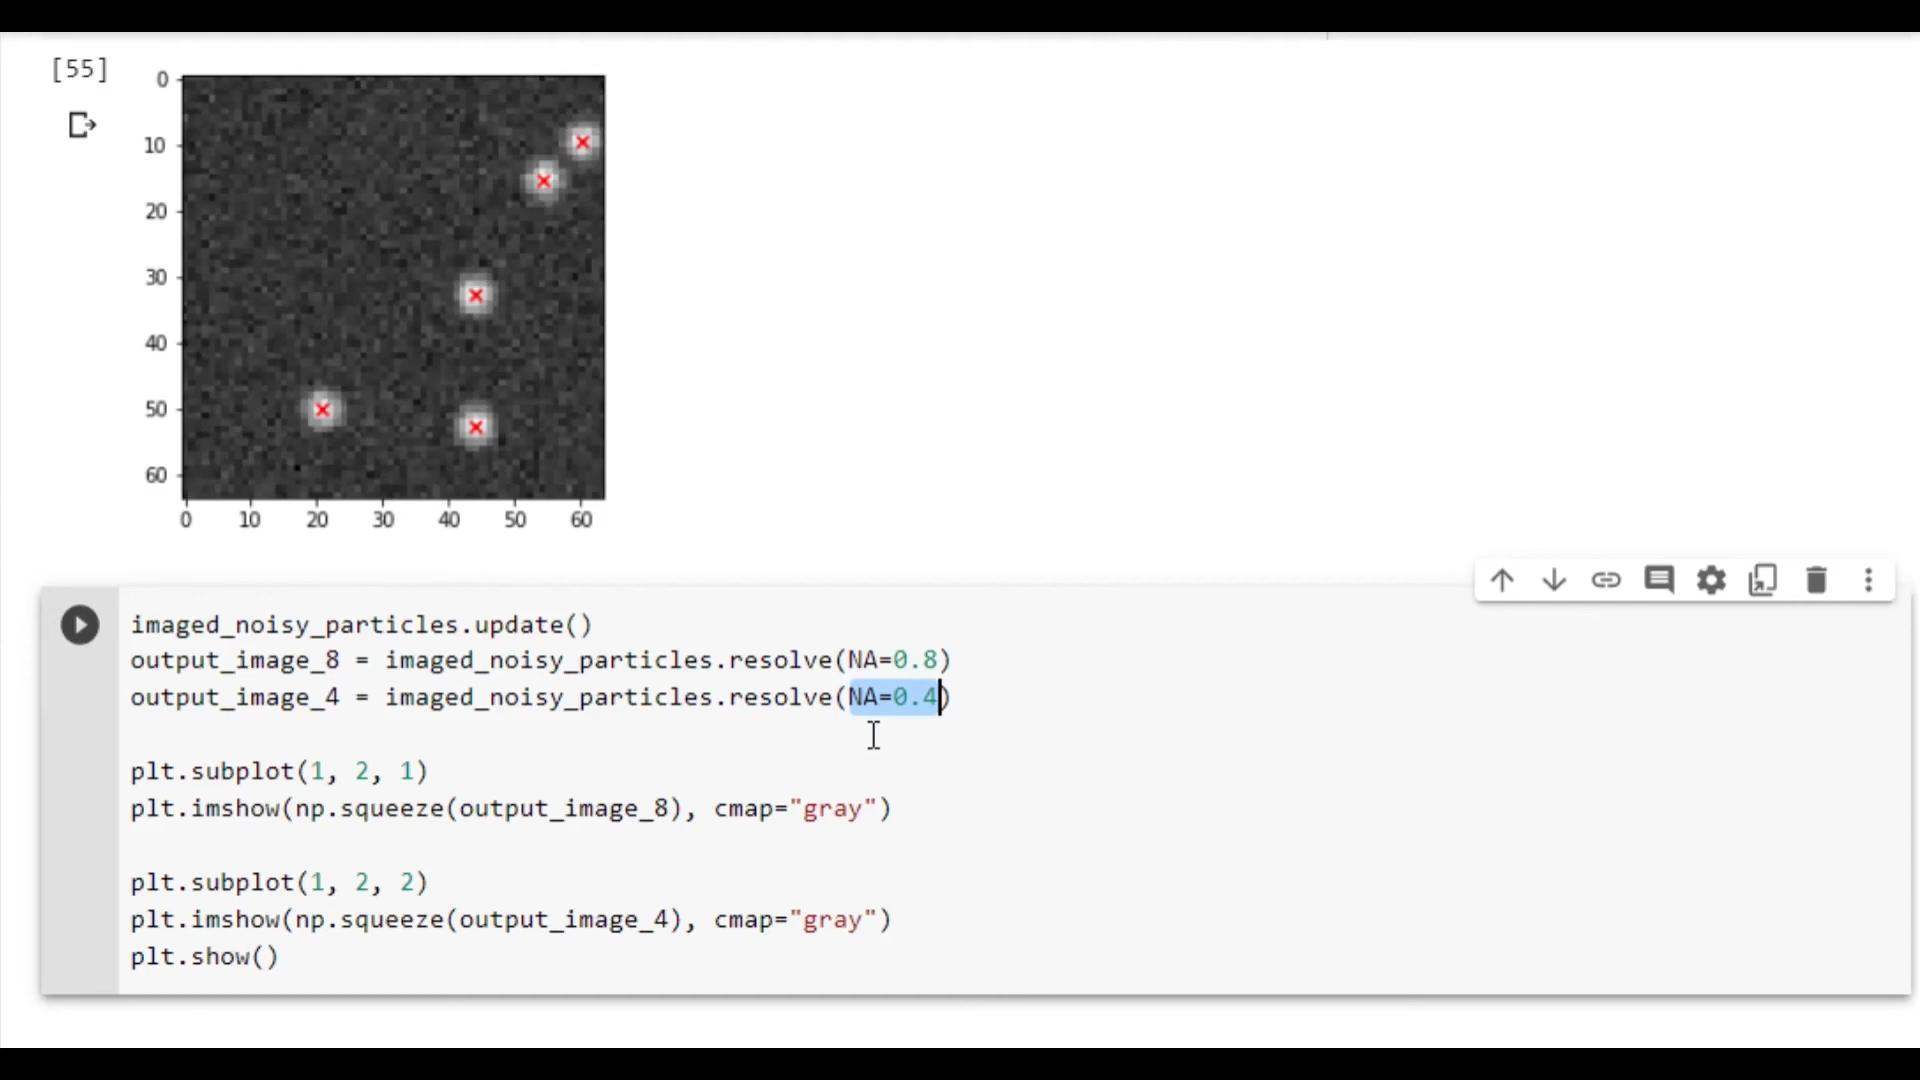 [55]
0
10
20
30
40
50
60
0 10 20 30 40 50 60
imaged_noisy_particles.update()
output_image_8 = imaged_noisy_particles.resolve(NA=0.8)
output_image_4 = imaged_noisy_particles.resolve(NA=0.4)
plt.subplot(1, 2, 1)
plt.imshow(np.squeeze(output_image_8), cmap="gray")
plt.subplot(1, 2, 2)
plt.imshow(np.squeeze(output_image_4), cmap="gray")
plt.show()